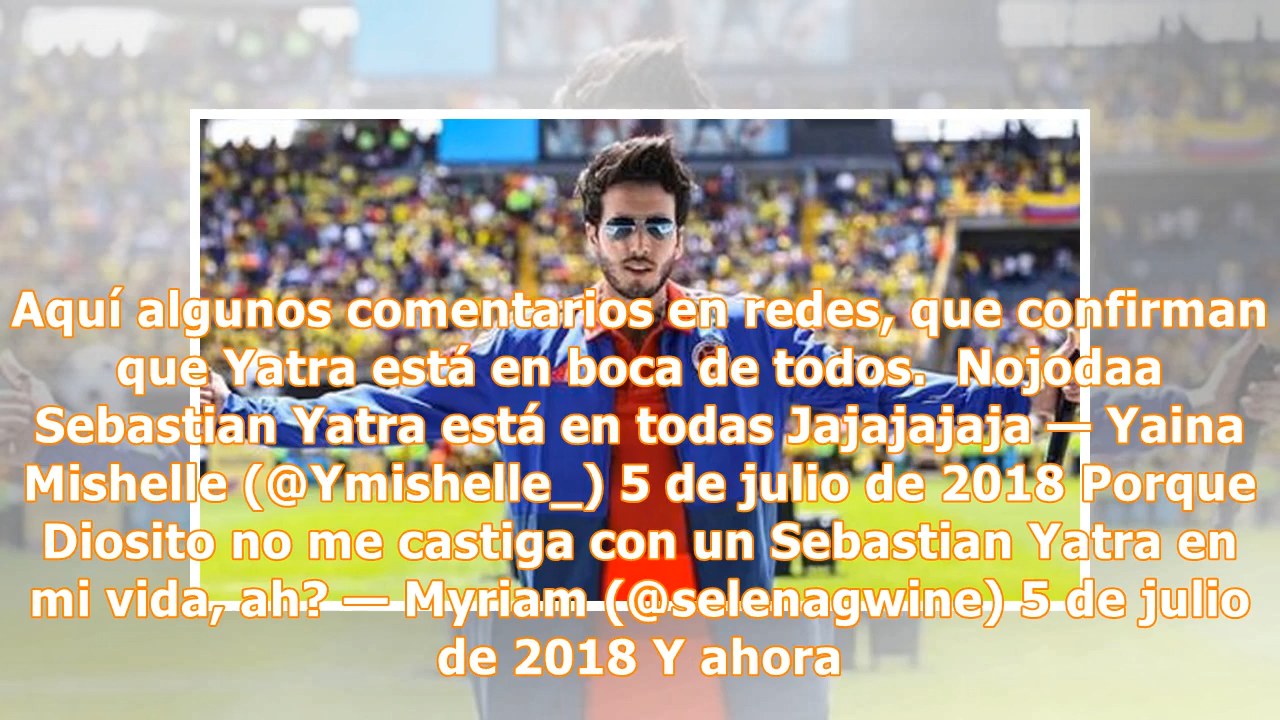 Aquí algunos comentarios en redes, que confirman
que Yatra está en boca de todos.  Nojodaa
Sebastian Yatra está en todas Jajajajaja — Yaina
Mishelle (@Ymishelle_) 5 de julio de 2018 Porque
Diosito no me castiga con un Sebastian Yatra en
mi vida, ah? — Myriam (@selenagwine) 5 de julio
de 2018 Y ahora